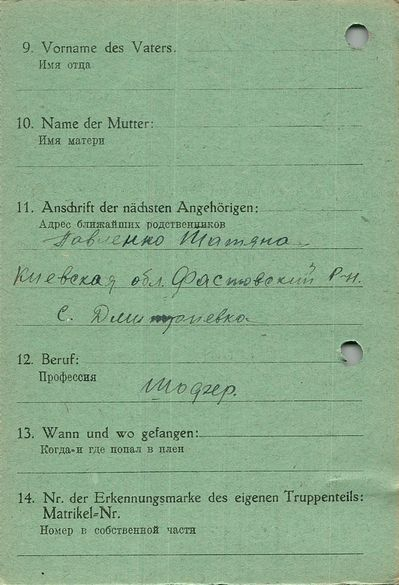 9. Vorname des Vaters.
Имя отца
10. Name der Mutter:
Имя матери
11. Anschrift der nächsten Angehörigen:
Адрес ближайших родственников
Павленко Татяна
Киевская обл. Фастовский Р-н.
с. Дмитриевка
12. Beruf:
Профессия
Шофер.
13. Wann und wo gefangen:
Когда и где попал в плен
14. Nr. der Erkennungsmarke des eigenen Truppenteils:
Matrikel=Nr.
Номер в собственной части